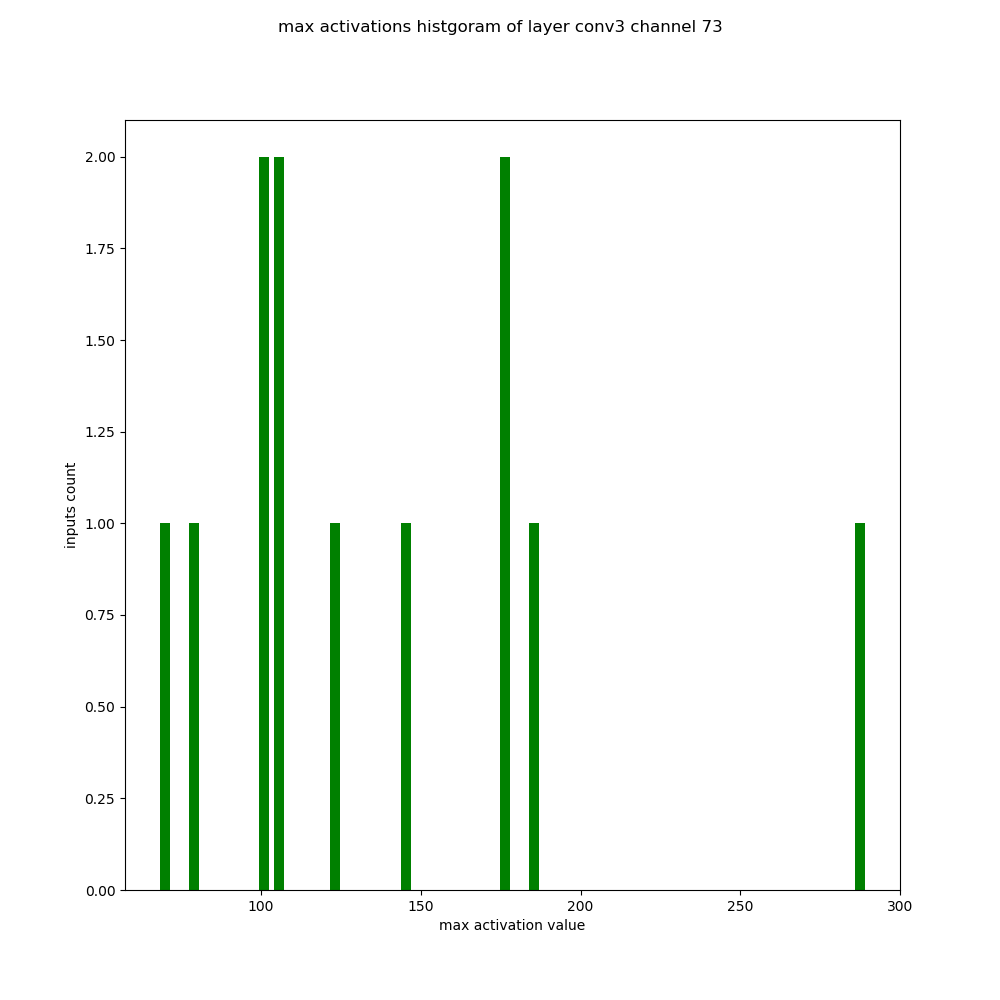 max activations histgoram of layer conv3 channel 73
2.00
1.75
1.50
1.25
1.00
0.75
0.50
0.25
0.00
inputs count
100 150 200 250 300
max activation value